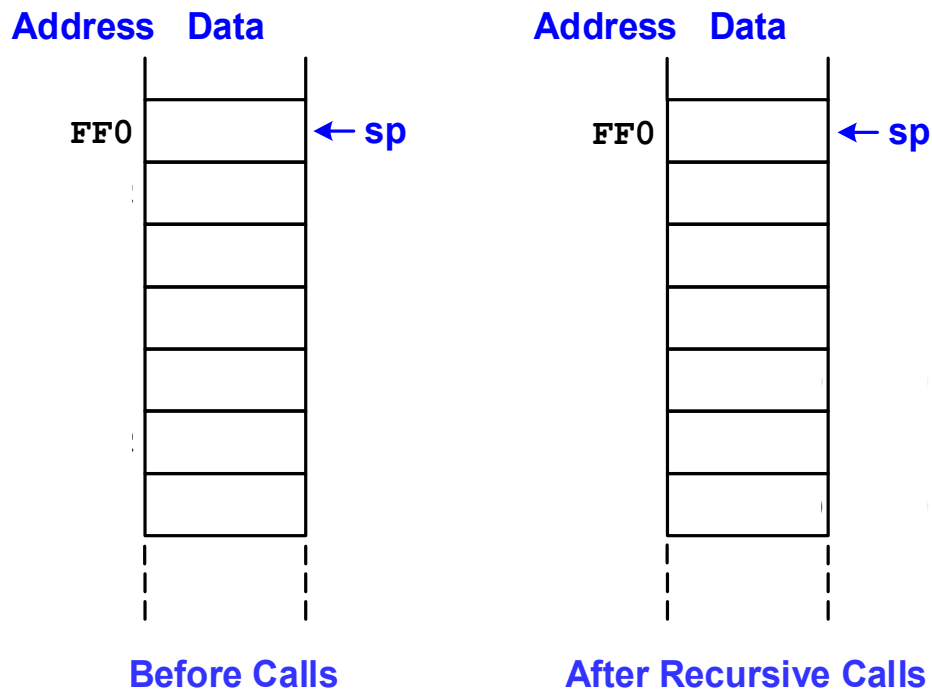 Address Data
Address Data
FF0
← sp
FF0
← sp
Before Calls
After Recursive Calls